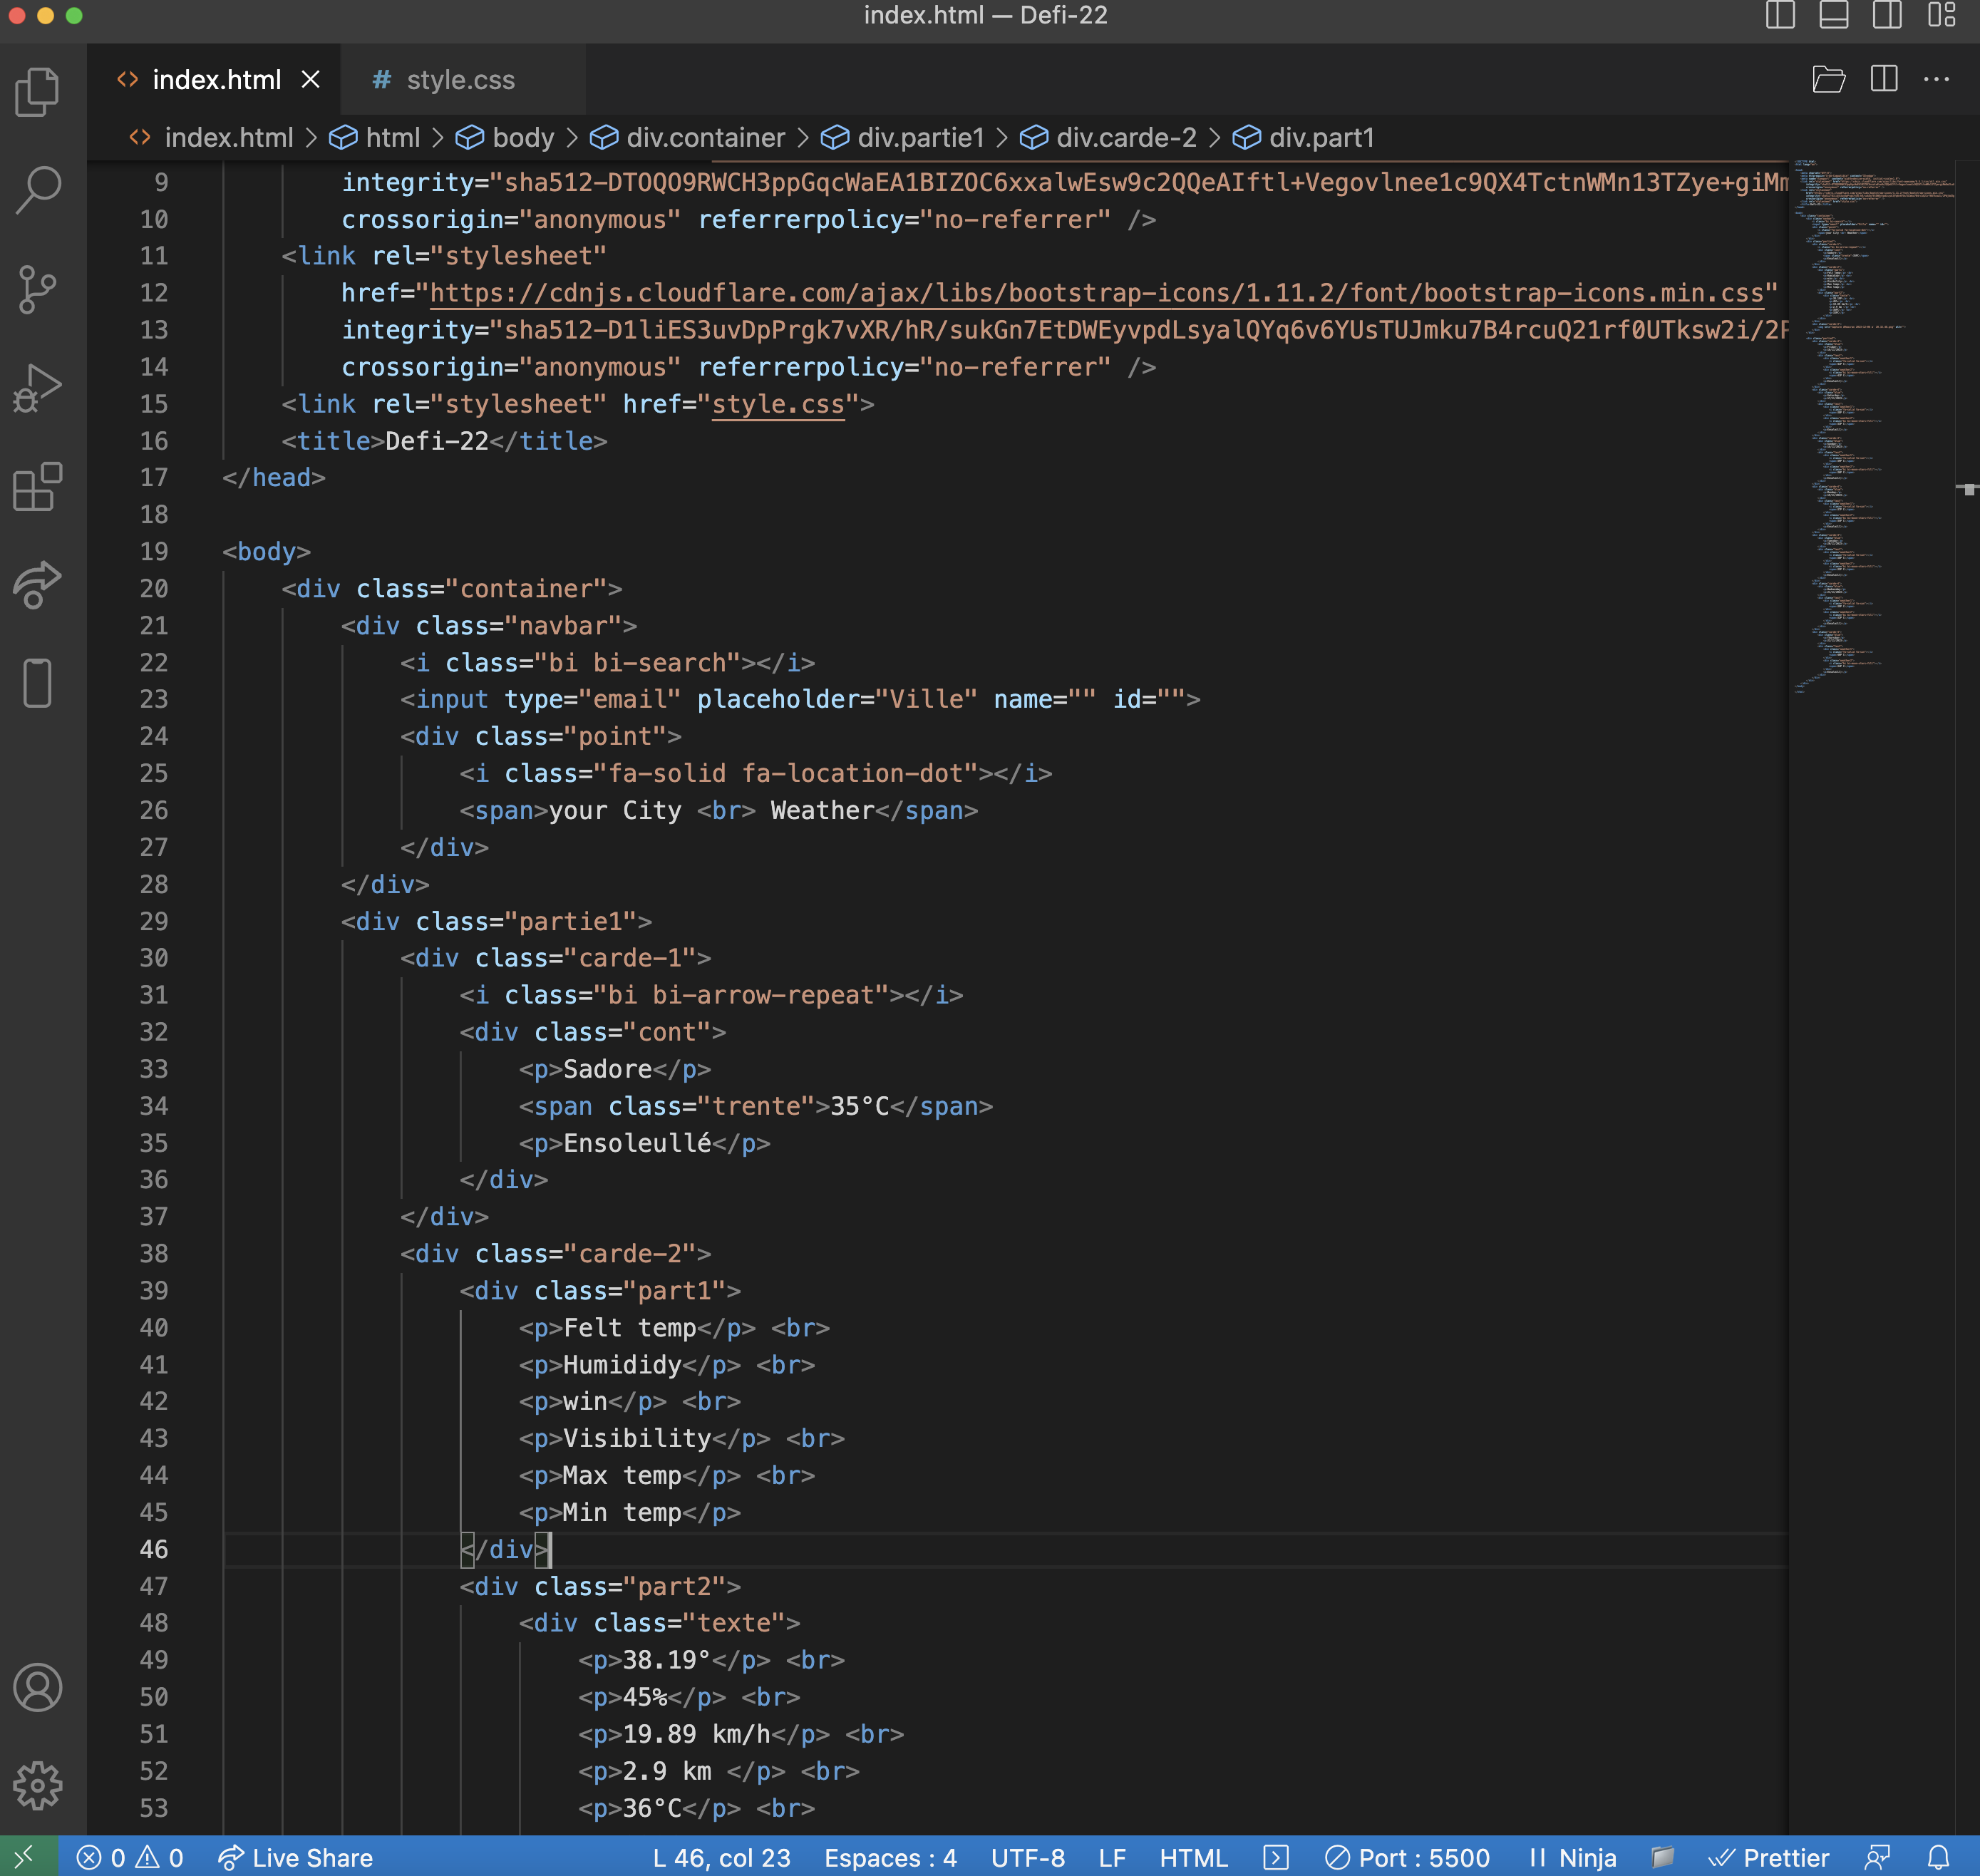 index.html — Defi-22
index.html
style.css
index.html > html > body > div.container > div.partie1 > div.carde-2 > div.part1
9 integrity="sha512-DTOQO9RWCH3ppGqcWaEA1BIZOC6xxalwEsw9c2QQeAIftl+Vegovlnee1c9QX4TctnWMn13TZye+giMm
10 crossorigin="anonymous" referrerpolicy="no-referrer" />
11 <link rel="stylesheet"
12 href="https://cdnjs.cloudflare.com/ajax/libs/bootstrap-icons/1.11.2/font/bootstrap-icons.min.css"
13 integrity="sha512-D1liES3uvDpPrgk7vXR/hR/sukGn7EtDWEyvpdLsyalQYq6v6YUsTUJmku7B4rcuQ21rf0UTksw2i/2P
14 crossorigin="anonymous" referrerpolicy="no-referrer" />
15 <link rel="stylesheet" href="style.css">
16 <title>Defi-22</title>
17 </head>
18
19 <body>
20 <div class="container">
21 <div class="navbar">
22 <i class="bi bi-search"></i>
23 <input type="email" placeholder="Ville" name="" id="">
24 <div class="point">
25 <i class="fa-solid fa-location-dot"></i>
26 <span>your City <br> Weather</span>
27 </div>
28 </div>
29 <div class="partie1">
30 <div class="carde-1">
31 <i class="bi bi-arrow-repeat"></i>
32 <div class="cont">
33 <p>Sadore</p>
34 <span class="trente">35°C</span>
35 <p>Ensoleullé</p>
36 </div>
37 </div>
38 <div class="carde-2">
39 <div class="part1">
40 <p>Felt temp</p> <br>
41 <p>Humididy</p> <br>
42 <p>win</p> <br>
43 <p>Visibility</p> <br>
44 <p>Max temp</p> <br>
45 <p>Min temp</p>
46 </div>
47 <div class="part2">
48 <div class="texte">
49 <p>38.19°</p> <br>
50 <p>45%</p> <br>
51 <p>19.89 km/h</p> <br>
52 <p>2.9 km </p> <br>
53 <p>36°C</p> <br>
0 0 Live Share L 46, col 23 Espaces : 4 UTF-8 LF HTML Port : 5500 Ninja Prettier